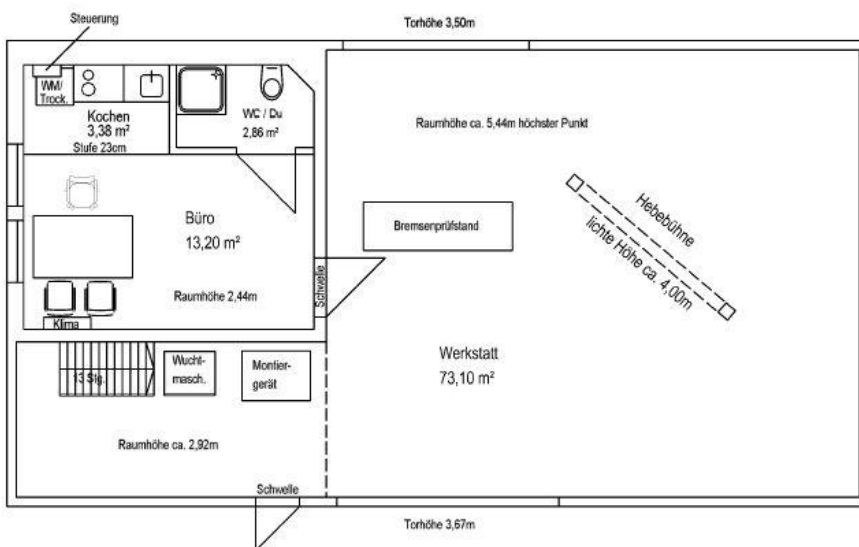 Torhöhe 3,50m
Steuerung
WM/
Trock.
Kochen
3,38 m²
Stufe 23cm
WC / Du
2,86 m²
Raumhöhe ca. 5,44m höchster Punkt
Hebebühne
lichte Höhe ca. 4,00m
Büro
13,20 m²
Bremsenprüfstand
Raumhöhe 2,44m
Schwelle
Klima
13 Stg.
Wucht-
masch.
Montier-
gerät
Werkstatt
73,10 m²
Raumhöhe ca. 2,92m
Schwelle
Torhöhe 3,67m